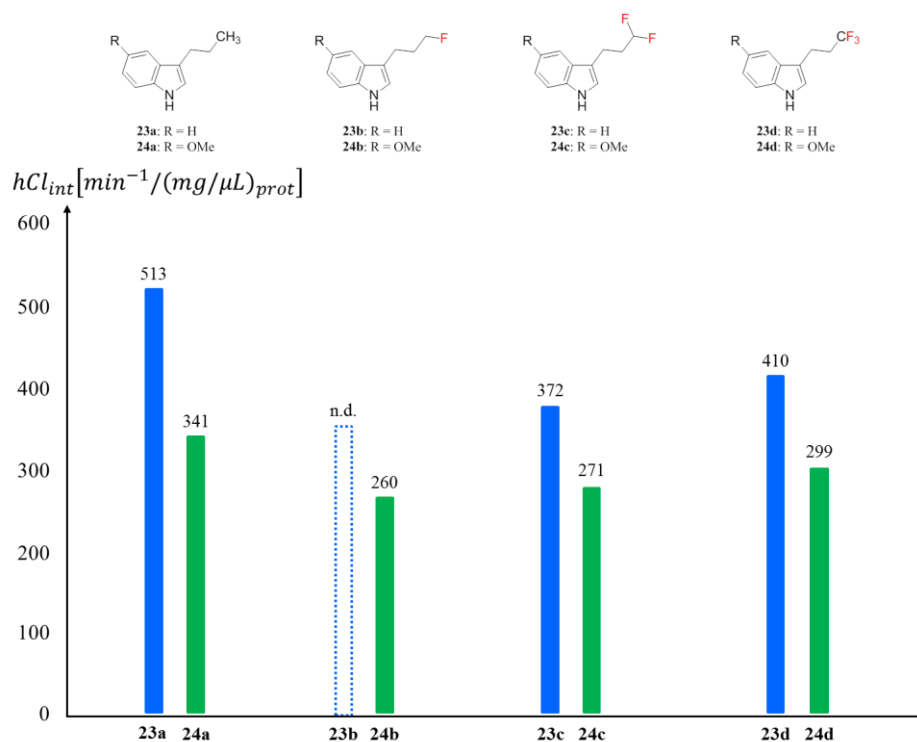 R CH3 R F R F F R CF3
N H N H N H N H
23a: R = H 23b: R = H 23c: R = H 23d: R = H
24a: R = OMe 24b: R = OMe 24c: R = OMe 24d: R = OMe
hCl_int[min⁻¹/(mg/μL)_prot]
600
500
400
300
200
100
0
513
341
n.d.
260
372
271
410
299
23a 24a 23b 24b 23c 24c 23d 24d